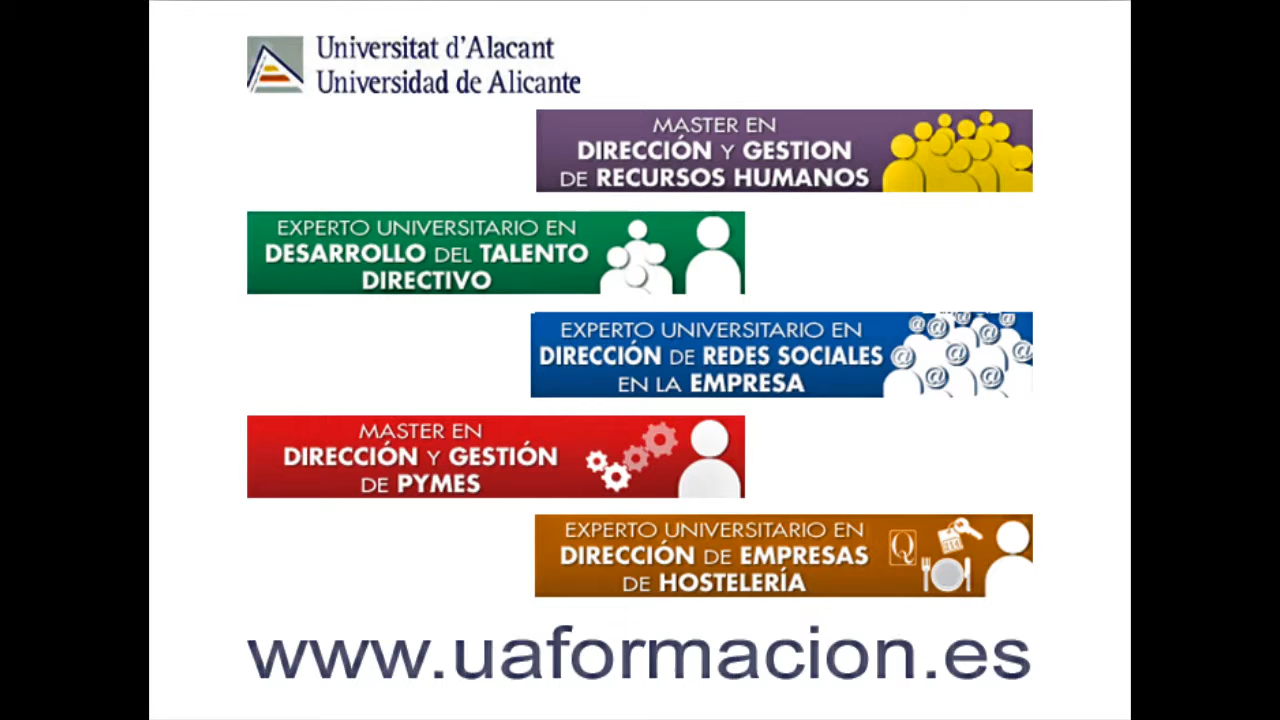 Universitat d'Alacant
Universidad de Alicante
MASTER EN
DIRECCIÓN Y GESTION
DE RECURSOS HUMANOS
EXPERTO UNIVERSITARIO EN
DESARROLLO DEL TALENTO
DIRECTIVO
EXPERTO UNIVERSITARIO EN
DIRECCIÓN DE REDES SOCIALES
EN LA EMPRESA
@ @ @ @ @ @ @ @ @ @
MASTER EN
DIRECCIÓN Y GESTIÓN
DE PYMES
EXPERTO UNIVERSITARIO EN
DIRECCIÓN DE EMPRESAS
DE HOSTELERÍA
Q
www.uaformacion.es